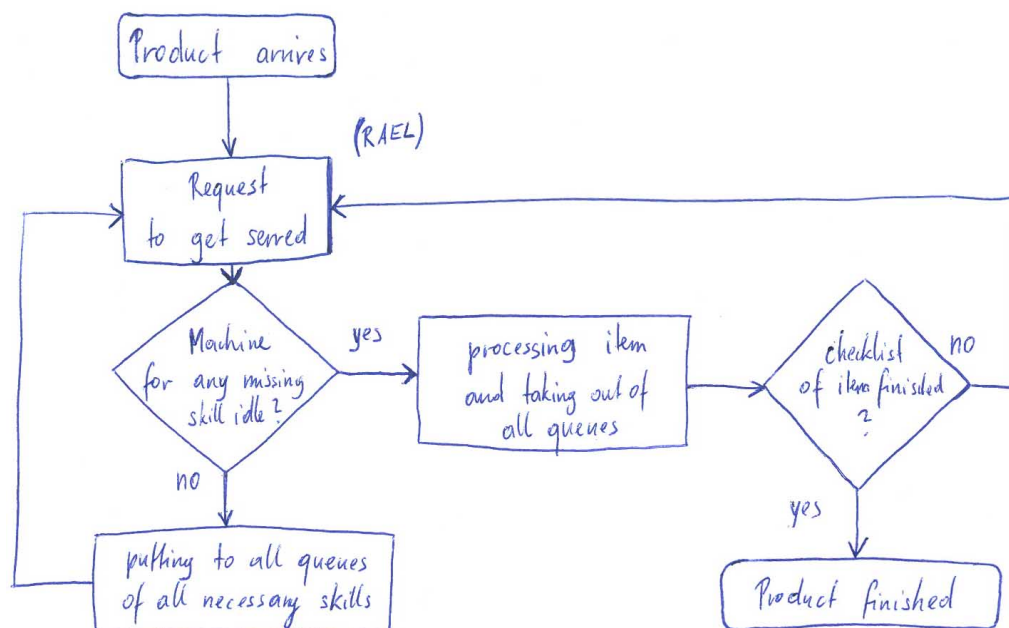 Product arrives
(RAEL)
Request
to get served
Machine
for any missing
skill idle?
yes
no
processing item
and taking out of
all queues
checklist
of item finished
?
no
yes
putting to all queues
of all necessary skills
Product finished